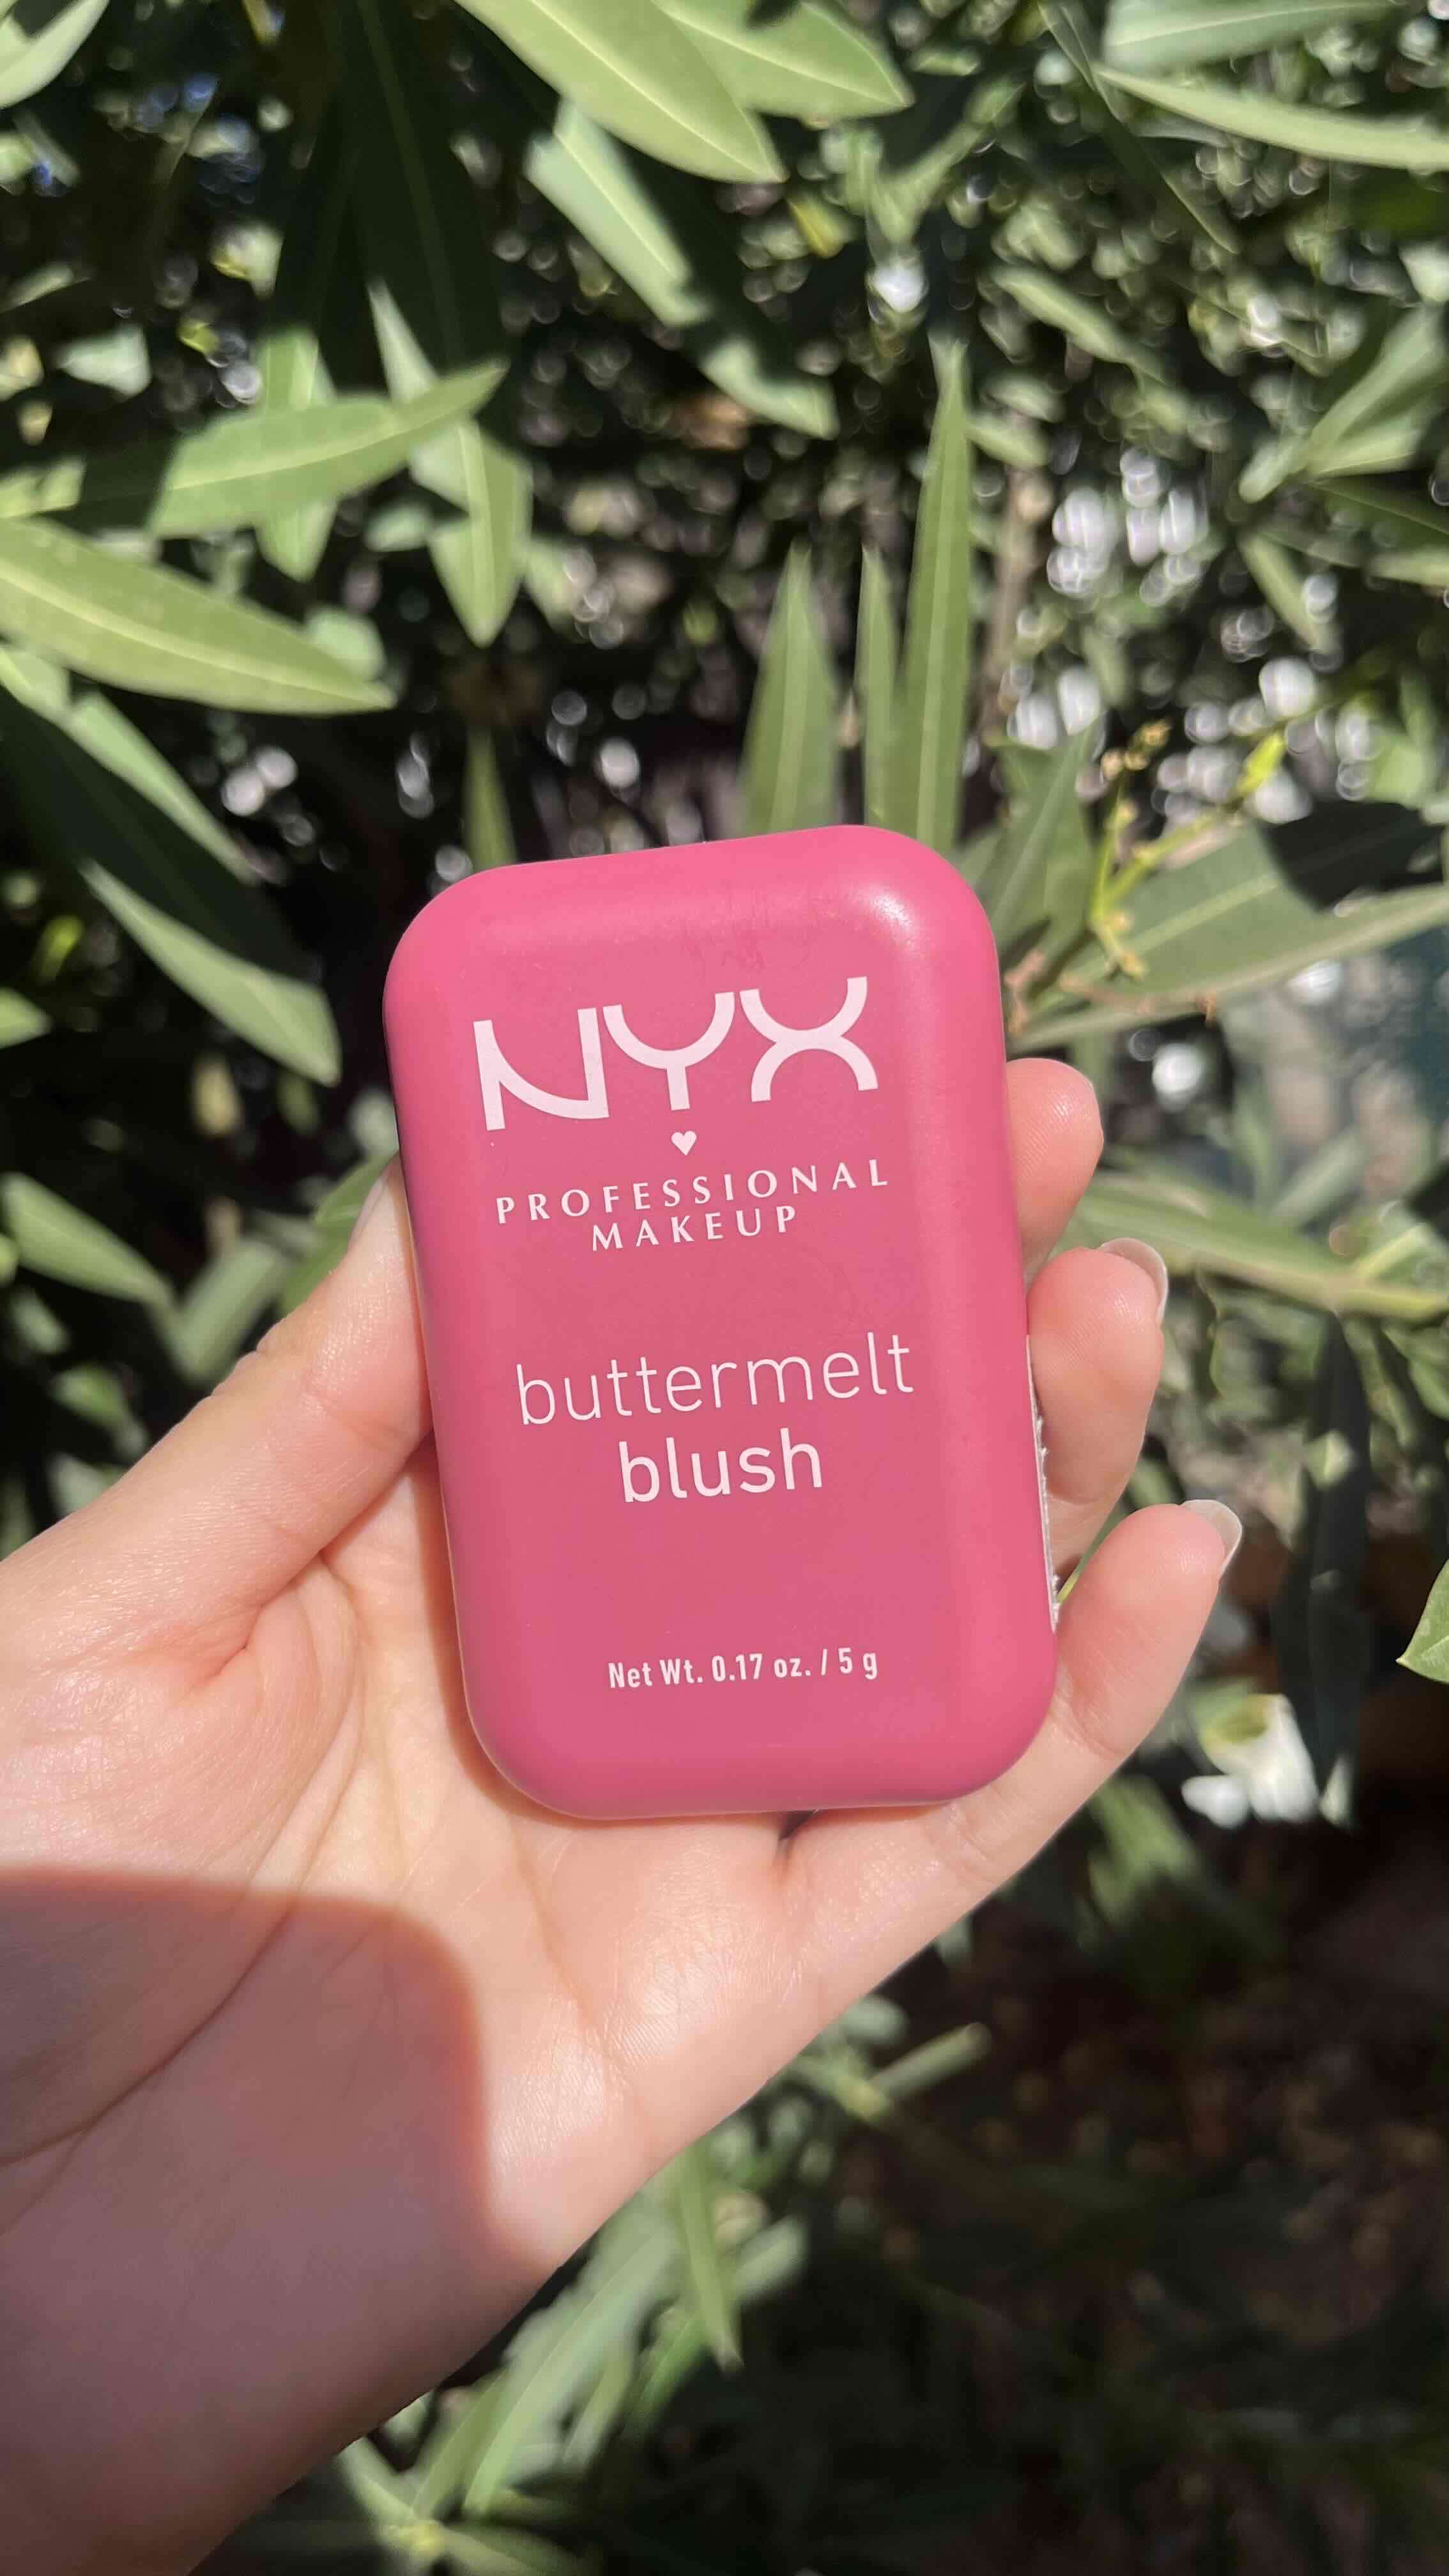 NYX
PROFESSIONAL
MAKEUP
buttermelt
blush
Net Wt. 0.17 oz. / 5 g